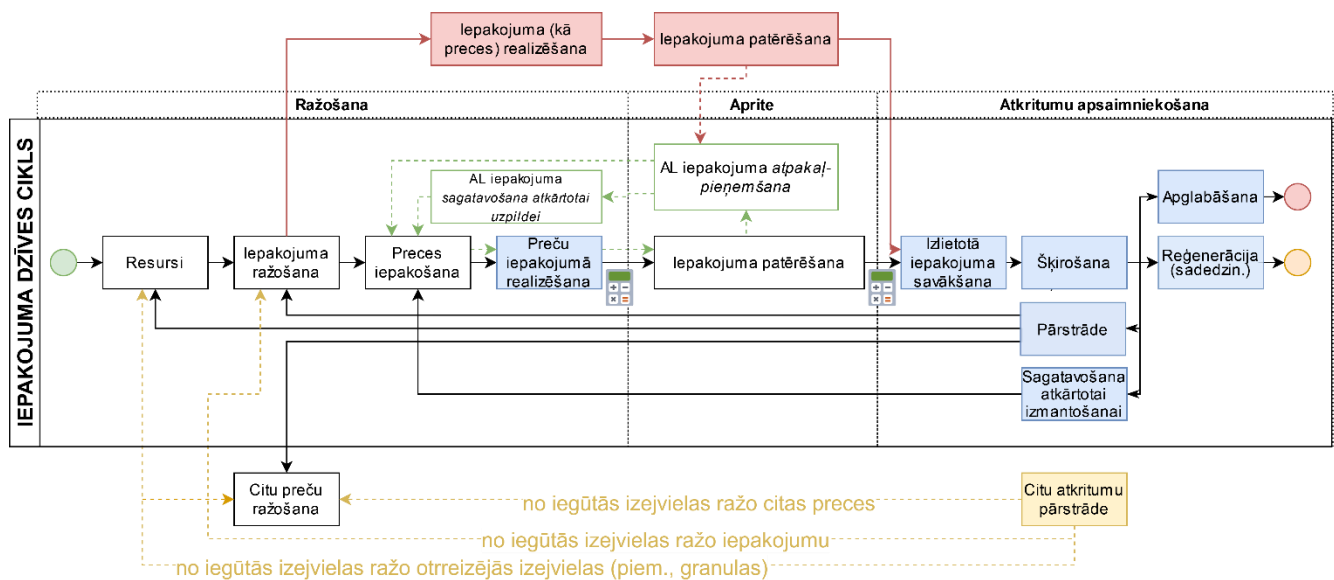 Iepakojuma (kā
preces) realizēšana
Iepakojuma patērēšana
Ražošana
Aprite
Atkritumu apsaimniekošana
IEPAKOJUMA DZĪVES CIKLS
AL iepakojuma atpakaļ-
pieņemšana
AL iepakojuma
sagatavošana atkārtotai
uzpildei
Apglabāšana
Resursi
Iepakojuma
ražošana
Preces
iepakošana
Preču
iepakojumā
realizēšana
Iepakojuma patērēšana
Izlietotā
iepakojuma
savākšana
Šķirošana
Reģenerācija
(sadedzin.)
Pārstrāde
Sagatavošana
atkārtotai
izmantošanai
Citu preču
ražošana
no iegūtās izejvielas ražo citas preces
Citu atkritumu
pārstrāde
no iegūtās izejvielas ražo iepakojumu
no iegūtās izejvielas ražo otrreizējās izejvielas (piem., granulas)